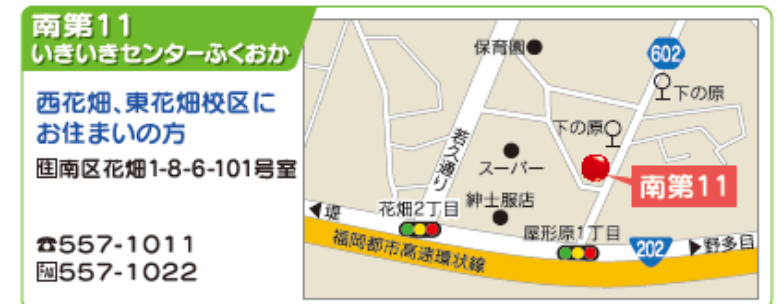 南第11
いきいきセンターふくおか
西花畑、東花畑校区に
お住まいの方
住南区花畑1-8-6-101号室
☎557-1011
FAX557-1022
保育園
602
下の原
下の原
若久通り
スーパー
南第11
紳士服店
花畑2丁目
◀堤
屋形原1丁目
202
▶野多目
福岡都市高速環状線